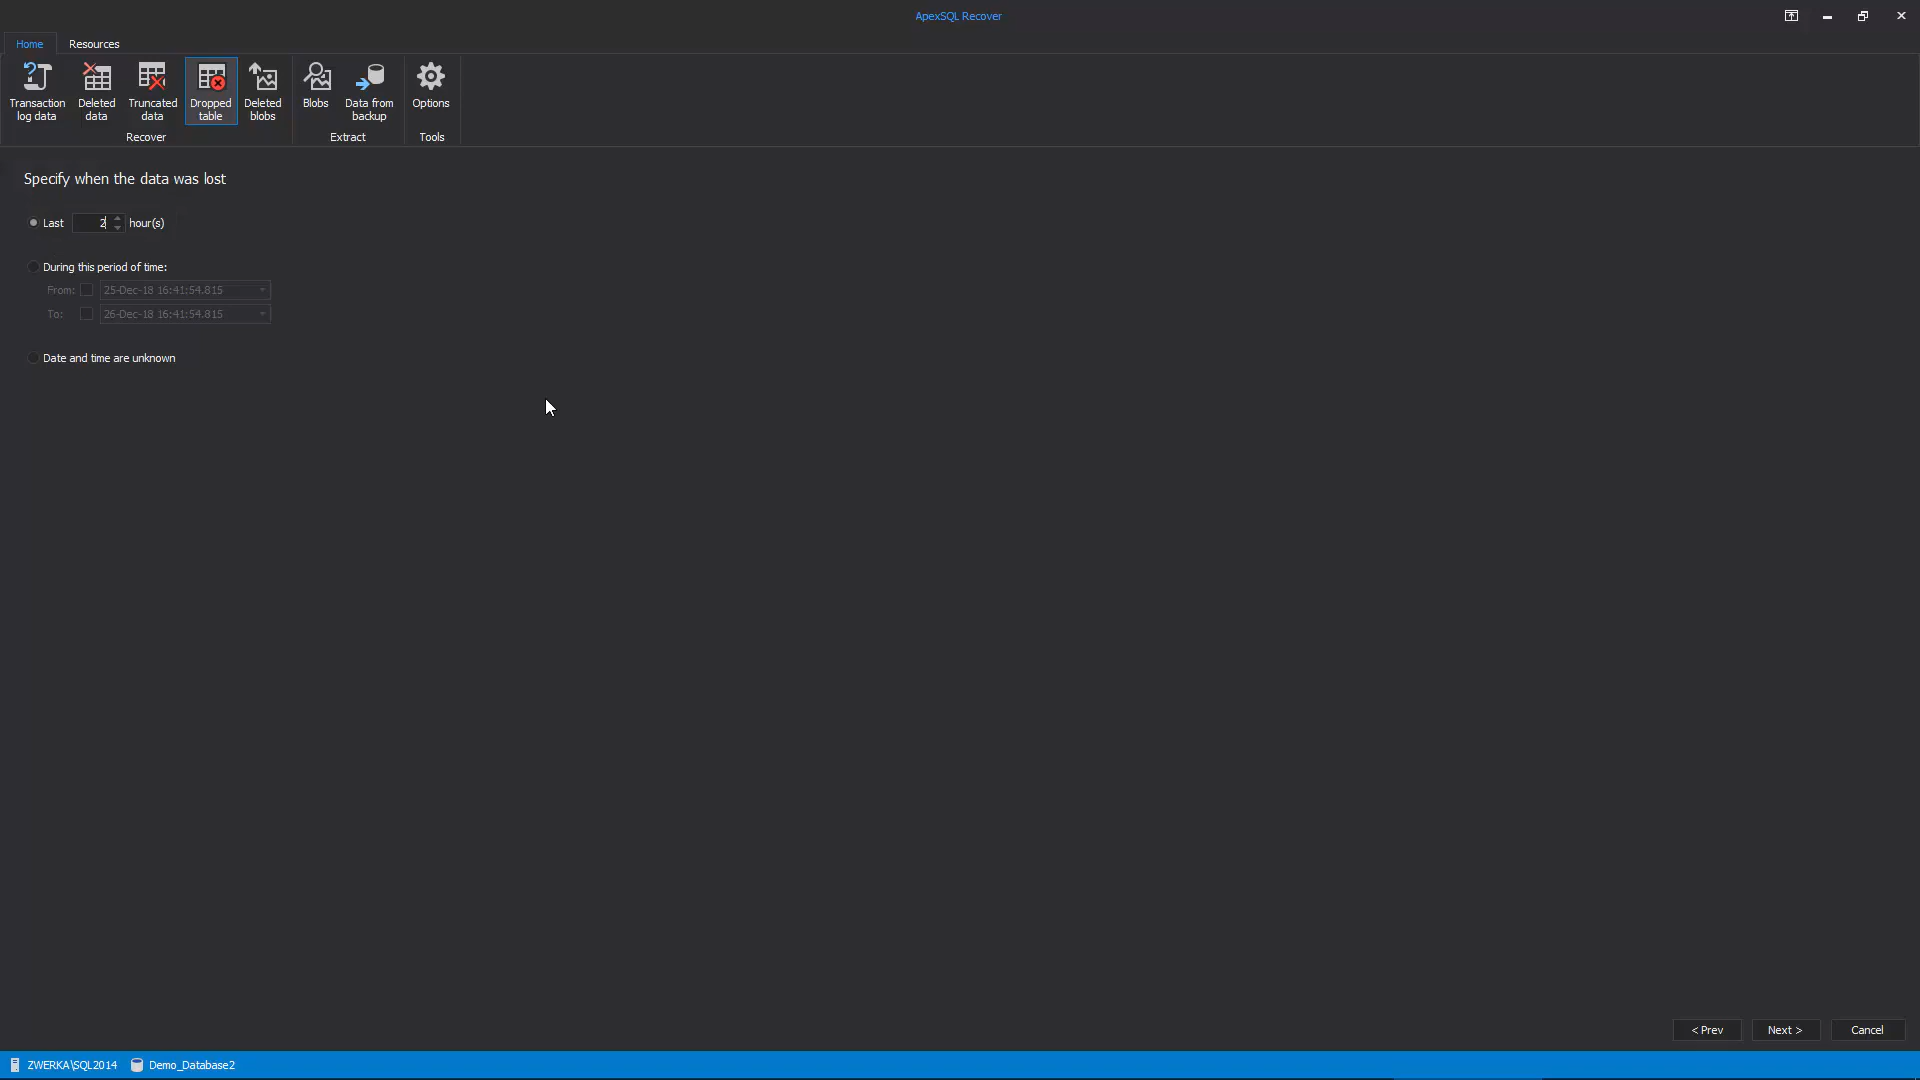 ApexSQL Recover
Home Resources
Transaction log data
Deleted data
Truncated data
Dropped table
Deleted blobs
Blobs
Data from backup
Options
Recover Extract Tools
Specify when the data was lost
Last 2 hour(s)
During this period of time:
From: 25-Dec-18 16:41:54.815
To: 26-Dec-18 16:41:54.815
Date and time are unknown
< Prev Next > Cancel
ZWERKA\SQL2014 Demo_Database2